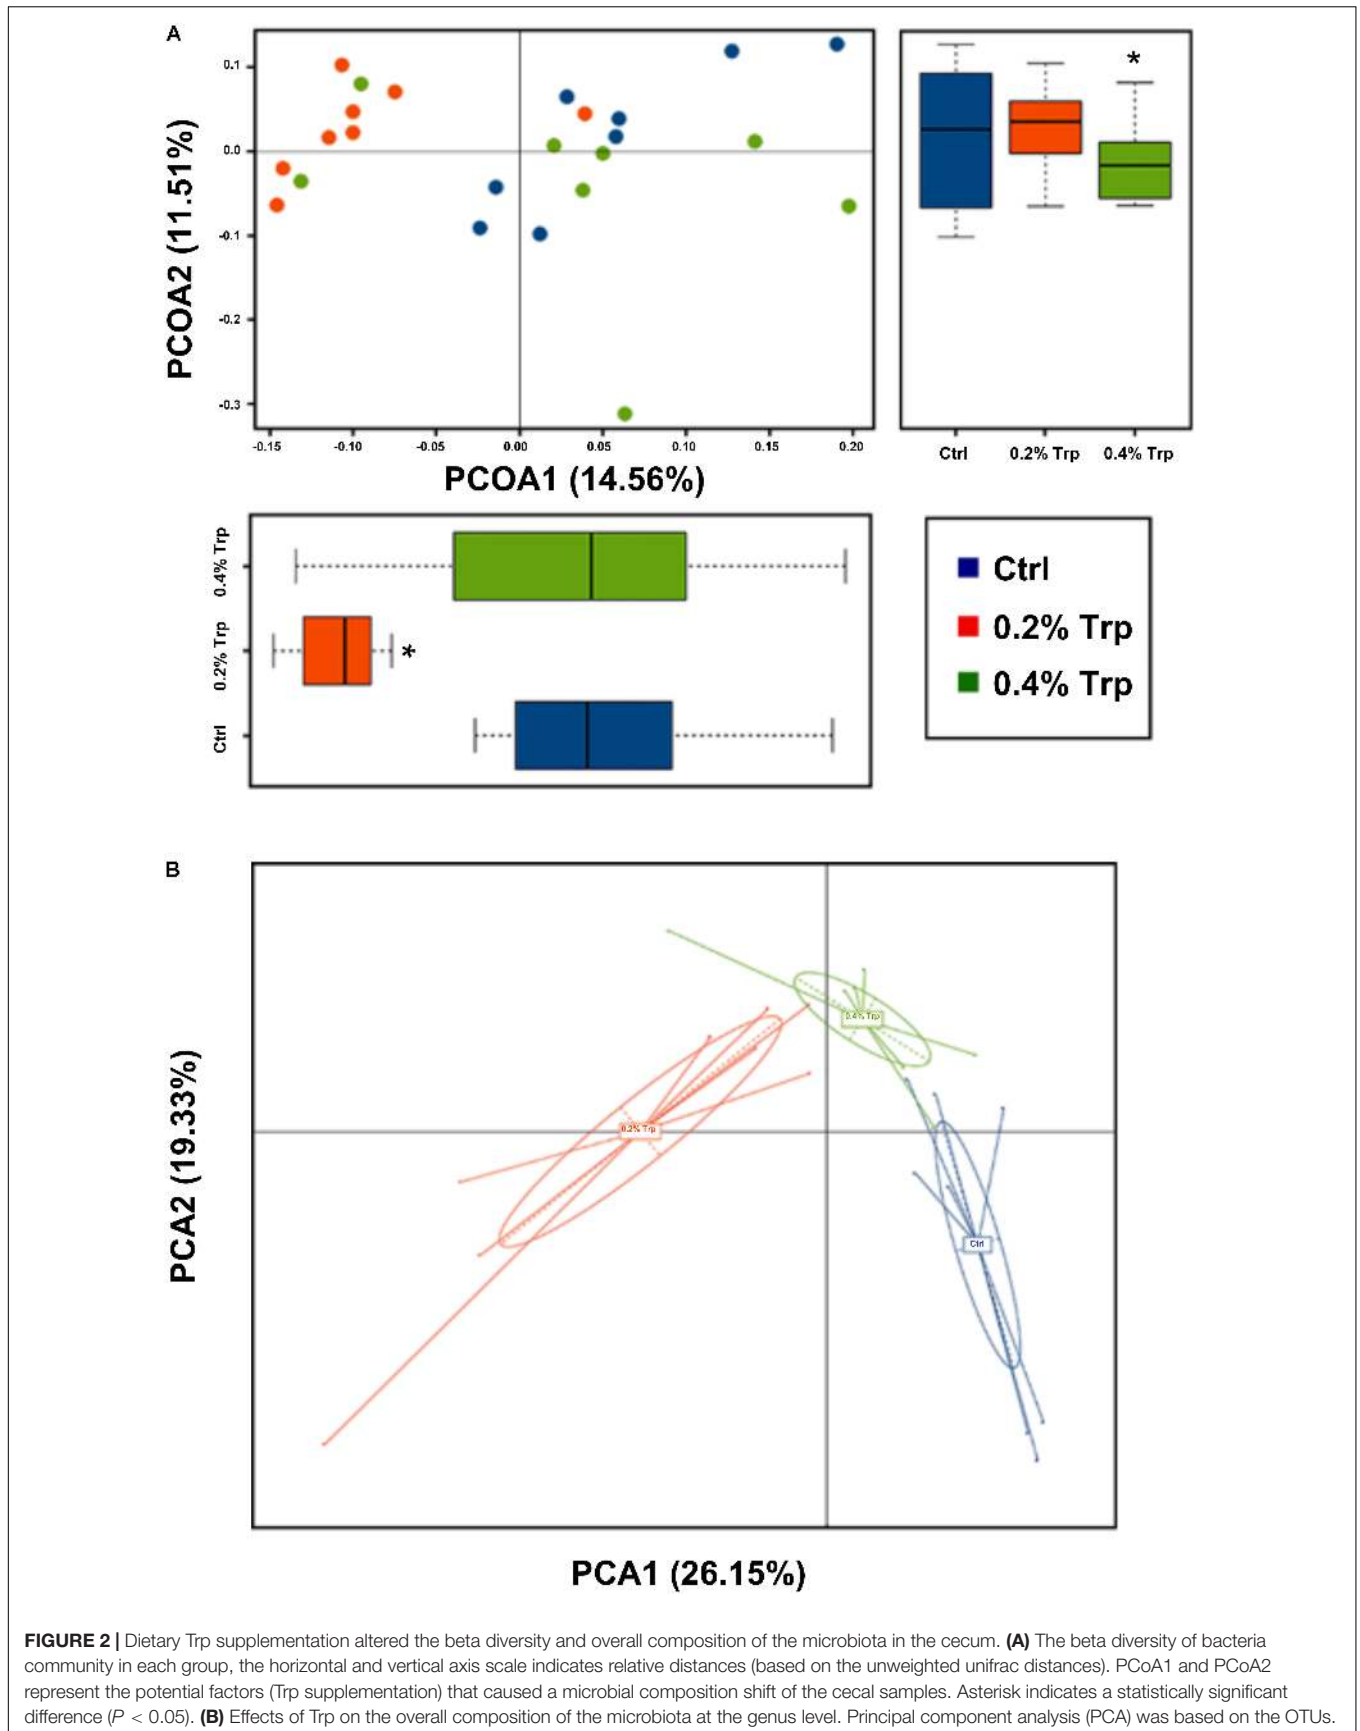 A
0.1
0.0
-0.1
-0.2
-0.3
PCOA2 (11.51%)
-0.15 -0.10 -0.05 0.00 0.05 0.10 0.15 0.20
PCOA1 (14.56%)
*
Ctrl 0.2% Trp 0.4% Trp
0.4% Trp
0.2% Trp
Ctrl
*
Ctrl
0.2% Trp
0.4% Trp
B
PCA2 (19.33%)
0.4% Trp
0.2% Trp
Ctrl
PCA1 (26.15%)
FIGURE 2 | Dietary Trp supplementation altered the beta diversity and overall composition of the microbiota in the cecum. (A) The beta diversity of bacteria
community in each group, the horizontal and vertical axis scale indicates relative distances (based on the unweighted unifrac distances). PCoA1 and PCoA2
represent the potential factors (Trp supplementation) that caused a microbial composition shift of the cecal samples. Asterisk indicates a statistically significant
difference (P < 0.05). (B) Effects of Trp on the overall composition of the microbiota at the genus level. Principal component analysis (PCA) was based on the OTUs.